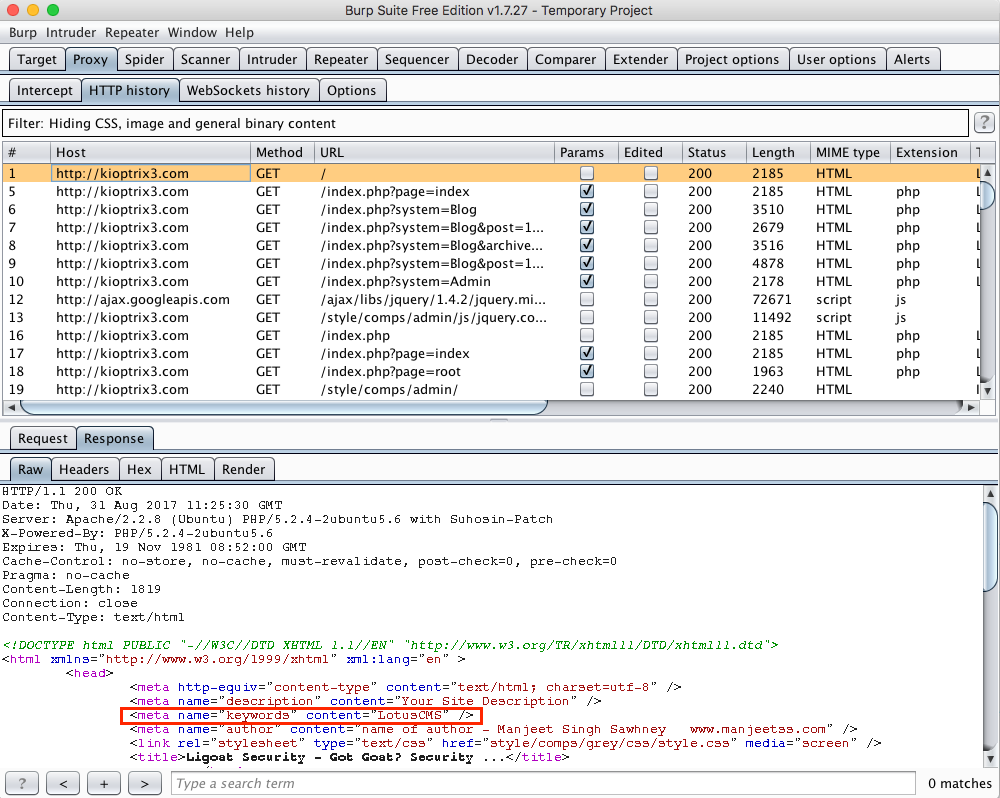 Burp Suite Free Edition v1.7.27 - Temporary Project
Burp Intruder Repeater Window Help
Target Proxy Spider Scanner Intruder Repeater Sequencer Decoder Comparer Extender Project options User options Alerts
Intercept HTTP history WebSockets history Options
Filter: Hiding CSS, image and general binary content ?
# Host Method URL Params Edited Status Length MIME type Extension T
1 http://kioptrix3.com GET / 200 2185 HTML L
5 http://kioptrix3.com GET /index.php?page=index 200 2185 HTML php L
6 http://kioptrix3.com GET /index.php?system=Blog 200 3510 HTML php L
7 http://kioptrix3.com GET /index.php?system=Blog&post=1... 200 2679 HTML php L
8 http://kioptrix3.com GET /index.php?system=Blog&archive... 200 3516 HTML php L
9 http://kioptrix3.com GET /index.php?system=Blog&post=1... 200 4878 HTML php L
10 http://kioptrix3.com GET /index.php?system=Admin 200 2178 HTML php L
12 http://ajax.googleapis.com GET /ajax/libs/jquery/1.4.2/jquery.mi... 200 72671 script js
13 http://kioptrix3.com GET /style/comps/admin/js/jquery.co... 200 11492 script js
16 http://kioptrix3.com GET /index.php 200 2185 HTML php L
17 http://kioptrix3.com GET /index.php?page=index 200 2185 HTML php L
18 http://kioptrix3.com GET /index.php?page=root 200 1963 HTML php L
19 http://kioptrix3.com GET /style/comps/admin/ 200 2240 HTML
Request Response
Raw Headers Hex HTML Render
HTTP/1.1 200 OK
Date: Thu, 31 Aug 2017 11:25:30 GMT
Server: Apache/2.2.8 (Ubuntu) PHP/5.2.4-2ubuntu5.6 with Suhosin-Patch
X-Powered-By: PHP/5.2.4-2ubuntu5.6
Expires: Thu, 19 Nov 1981 08:52:00 GMT
Cache-Control: no-store, no-cache, must-revalidate, post-check=0, pre-check=0
Pragma: no-cache
Content-Length: 1819
Connection: close
Content-Type: text/html
<!DOCTYPE html PUBLIC "-//W3C//DTD XHTML 1.1//EN" "http://www.w3.org/TR/xhtml11/DTD/xhtml11.dtd">
<html xmlns="http://www.w3.org/1999/xhtml" xml:lang="en" >
<head>
<meta http-equiv="content-type" content="text/html; charset=utf-8" />
<meta name="description" content="Your Site Description" />
<meta name="keywords" content="LotusCMS" />
<meta name="author" content="name of author - Manjeet Singh Sawhney www.manjeetss.com" />
<link rel="stylesheet" type="text/css" href="style/comps/grey/css/style.css" media="screen" />
<title>Ligoat Security - Got Goat? Security ...</title>
? < + > Type a search term 0 matches